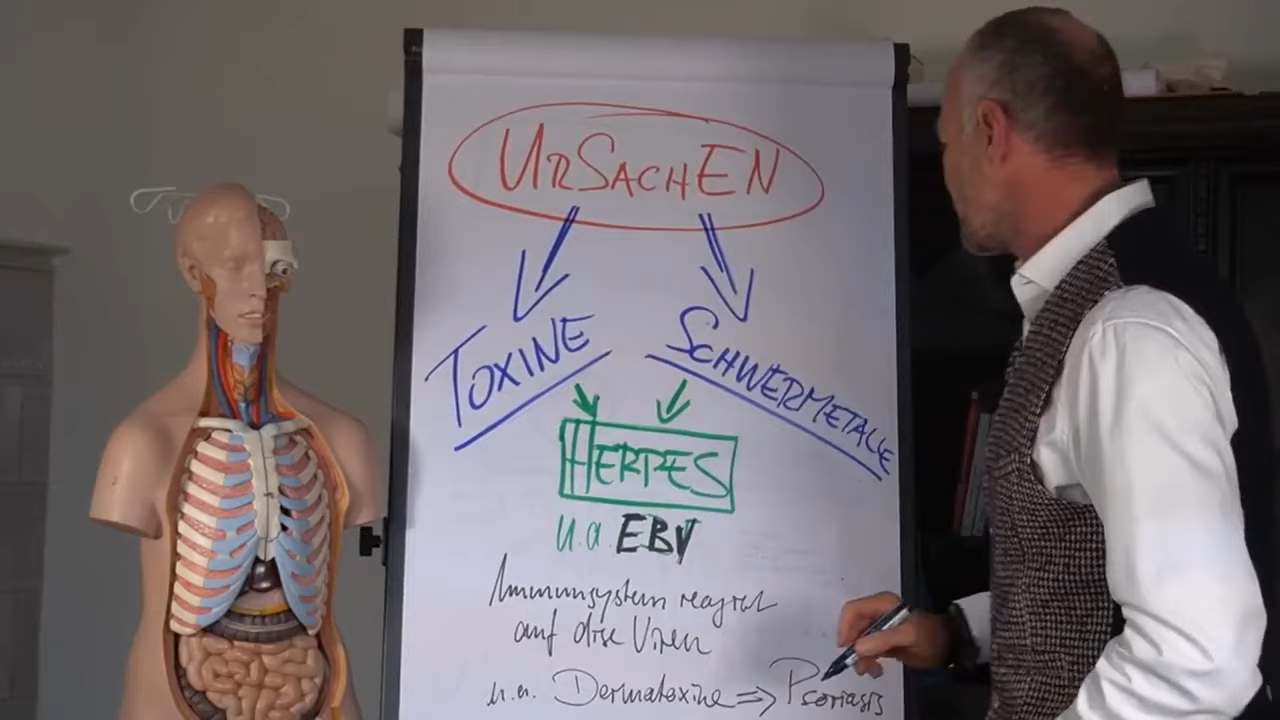 URSACHEN
TOXINE
SCHWERMETALLE
HERPES
u.a. EBV
Immunsystem reagiert
auf diese Viren
u.a. Dermatoxine => Psoriasis